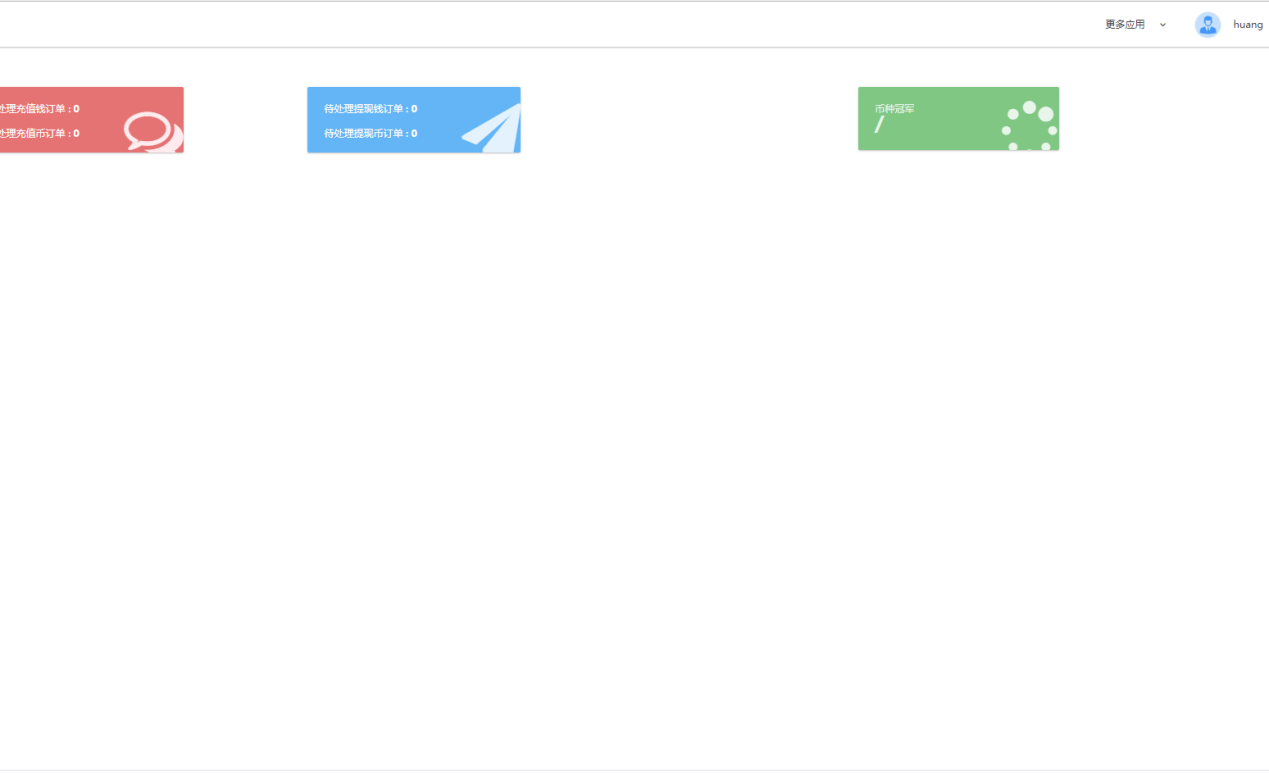 更多应用
huang
处理充值钱订单 : 0
处理充值币订单 : 0
待处理提现钱订单 : 0
待处理提现币订单 : 0
币种冠军
/